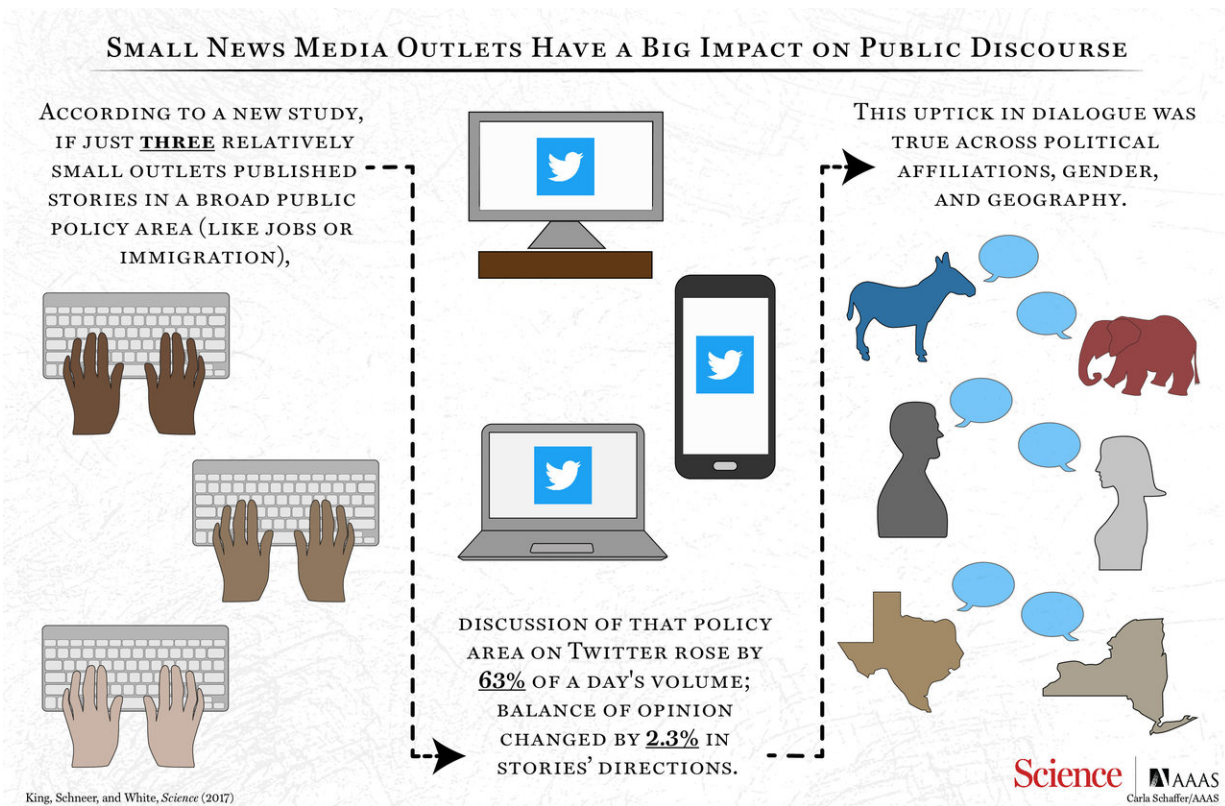 Small News Media Outlets Have a Big Impact on Public Discourse
According to a new study,
if just three relatively
small outlets published
stories in a broad public
policy area (like jobs or
immigration),
discussion of that policy
area on Twitter rose by
63% of a day's volume;
balance of opinion
changed by 2.3% in
stories' directions.
This uptick in dialogue was
true across political
affiliations, gender,
and geography.
King, Schneer, and White, Science (2017)
Science
AAAS
Carla Schaffer/AAAS